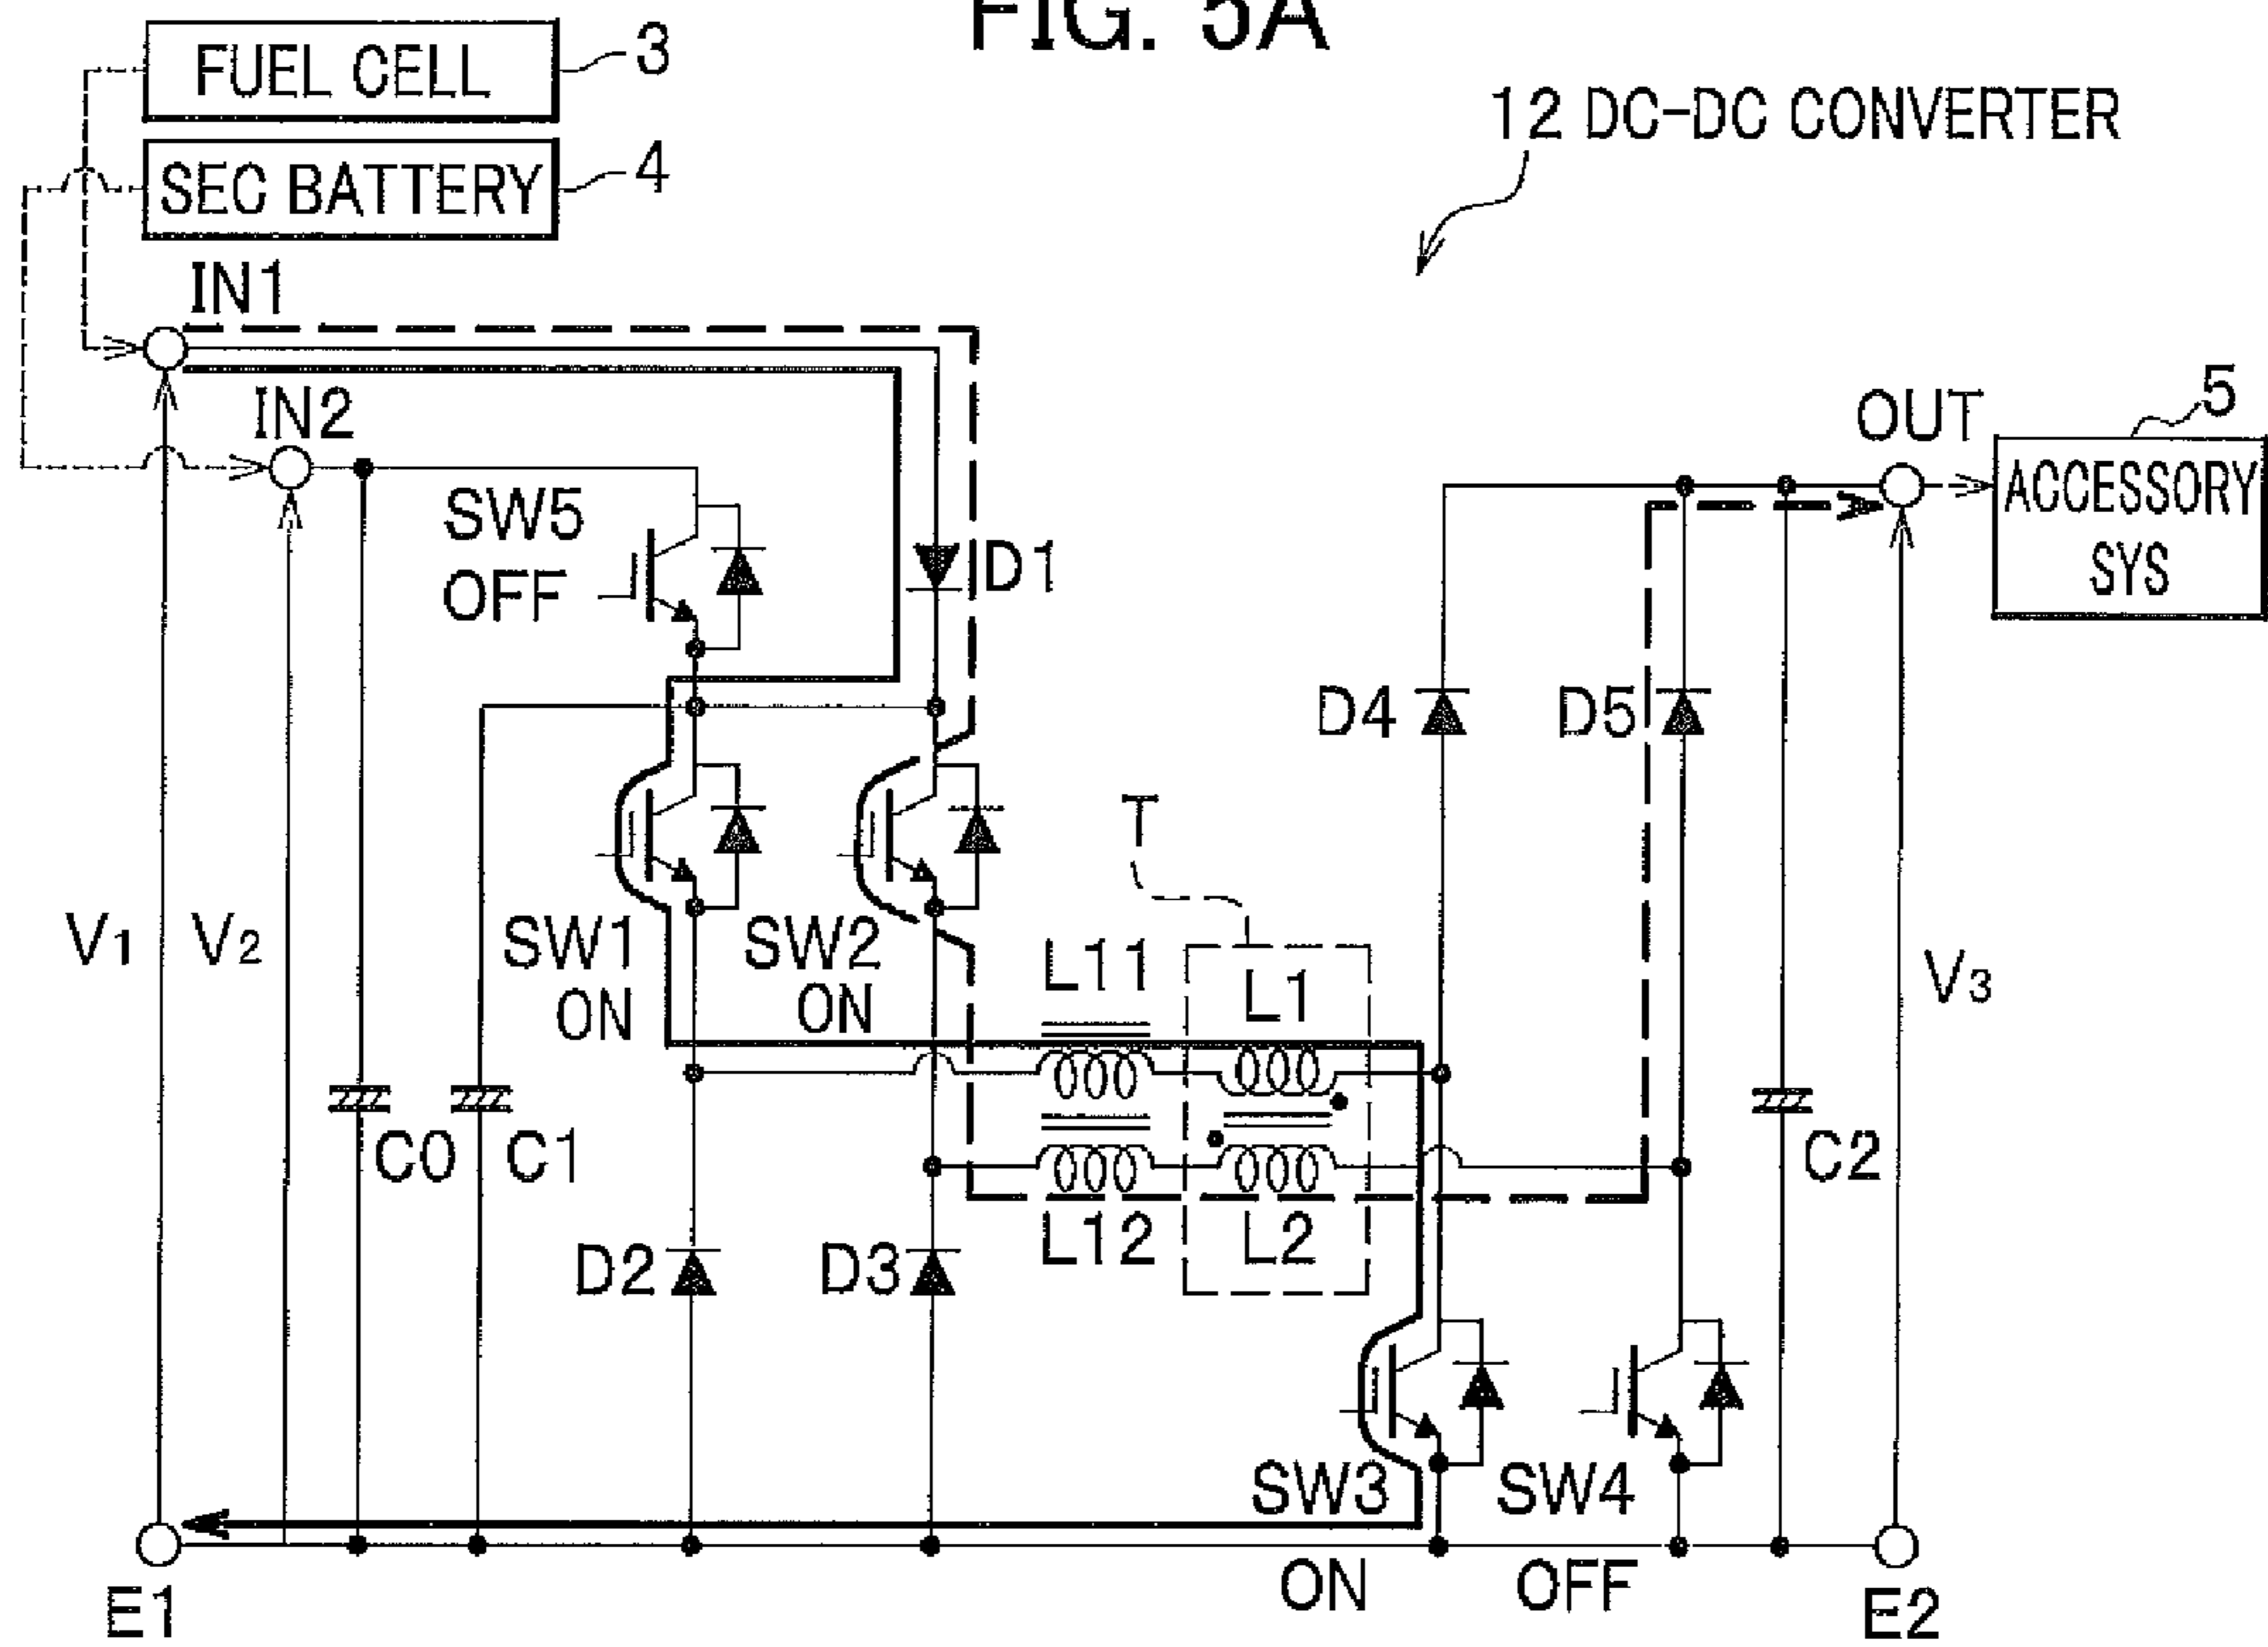 FIG. 5A
FUEL CELL
3
12 DC-DC CONVERTER
SEC BATTERY
4
IN1
IN2
OUT
5
ACCESSORY
SYS
SW5
OFF
D1
D4
D5
T
V1
V2
SW1
ON
SW2
ON
L11
L1
V3
C0
C1
C2
D2
D3
L12
L2
SW3
ON
SW4
OFF
E1
E2